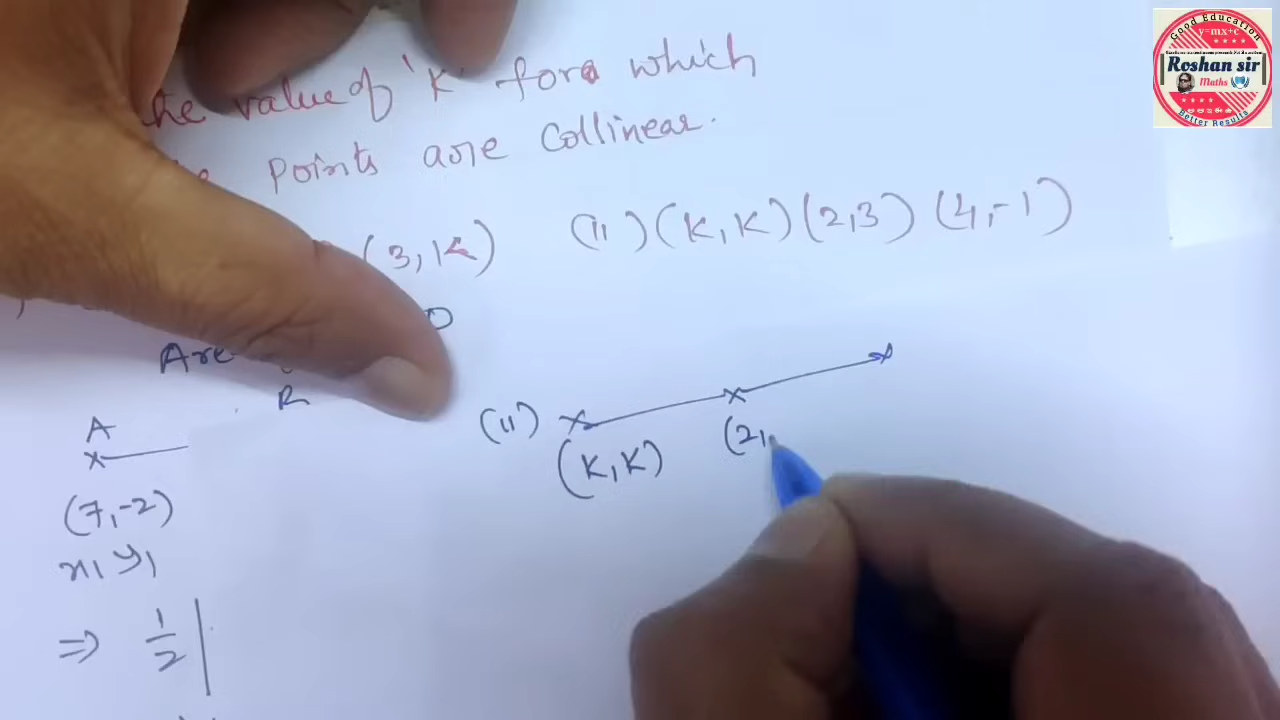 the value of 'K' for which
points are Collinear.
(3,K) (ii) (K,K) (2,3) (4,-1)
Are
A
(ii)
(K,K) (2,
(7,-2)
x1 y1
⇒ 1/2 |
Good Education
y=mx+c
Roshan sir
Maths
Better Results